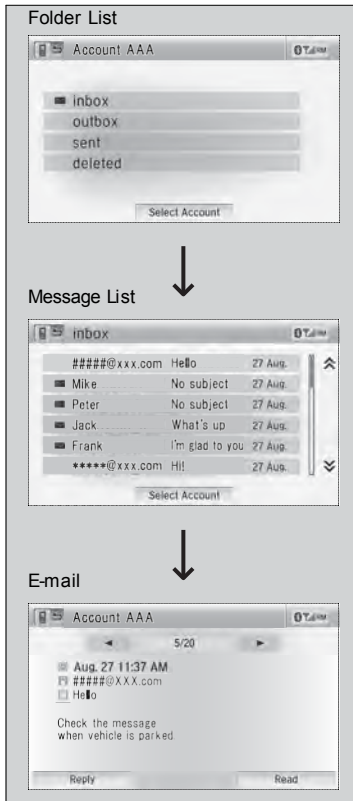 Folder List
Account AAA
inbox
outbox
sent
deleted
Select Account
Message List
inbox
#####@xxx.com Hello 27 Aug.
Mike No subject 27 Aug.
Peter No subject 27 Aug.
Jack What's up 27 Aug.
Frank I'm glad to you 27 Aug.
*****@xxx.com Hi! 27 Aug.
Select Account
E-mail
Account AAA
5/20
Aug. 27 11:37 AM
#####@XXX.com
Hello
Check the message
when vehicle is parked
Reply Read